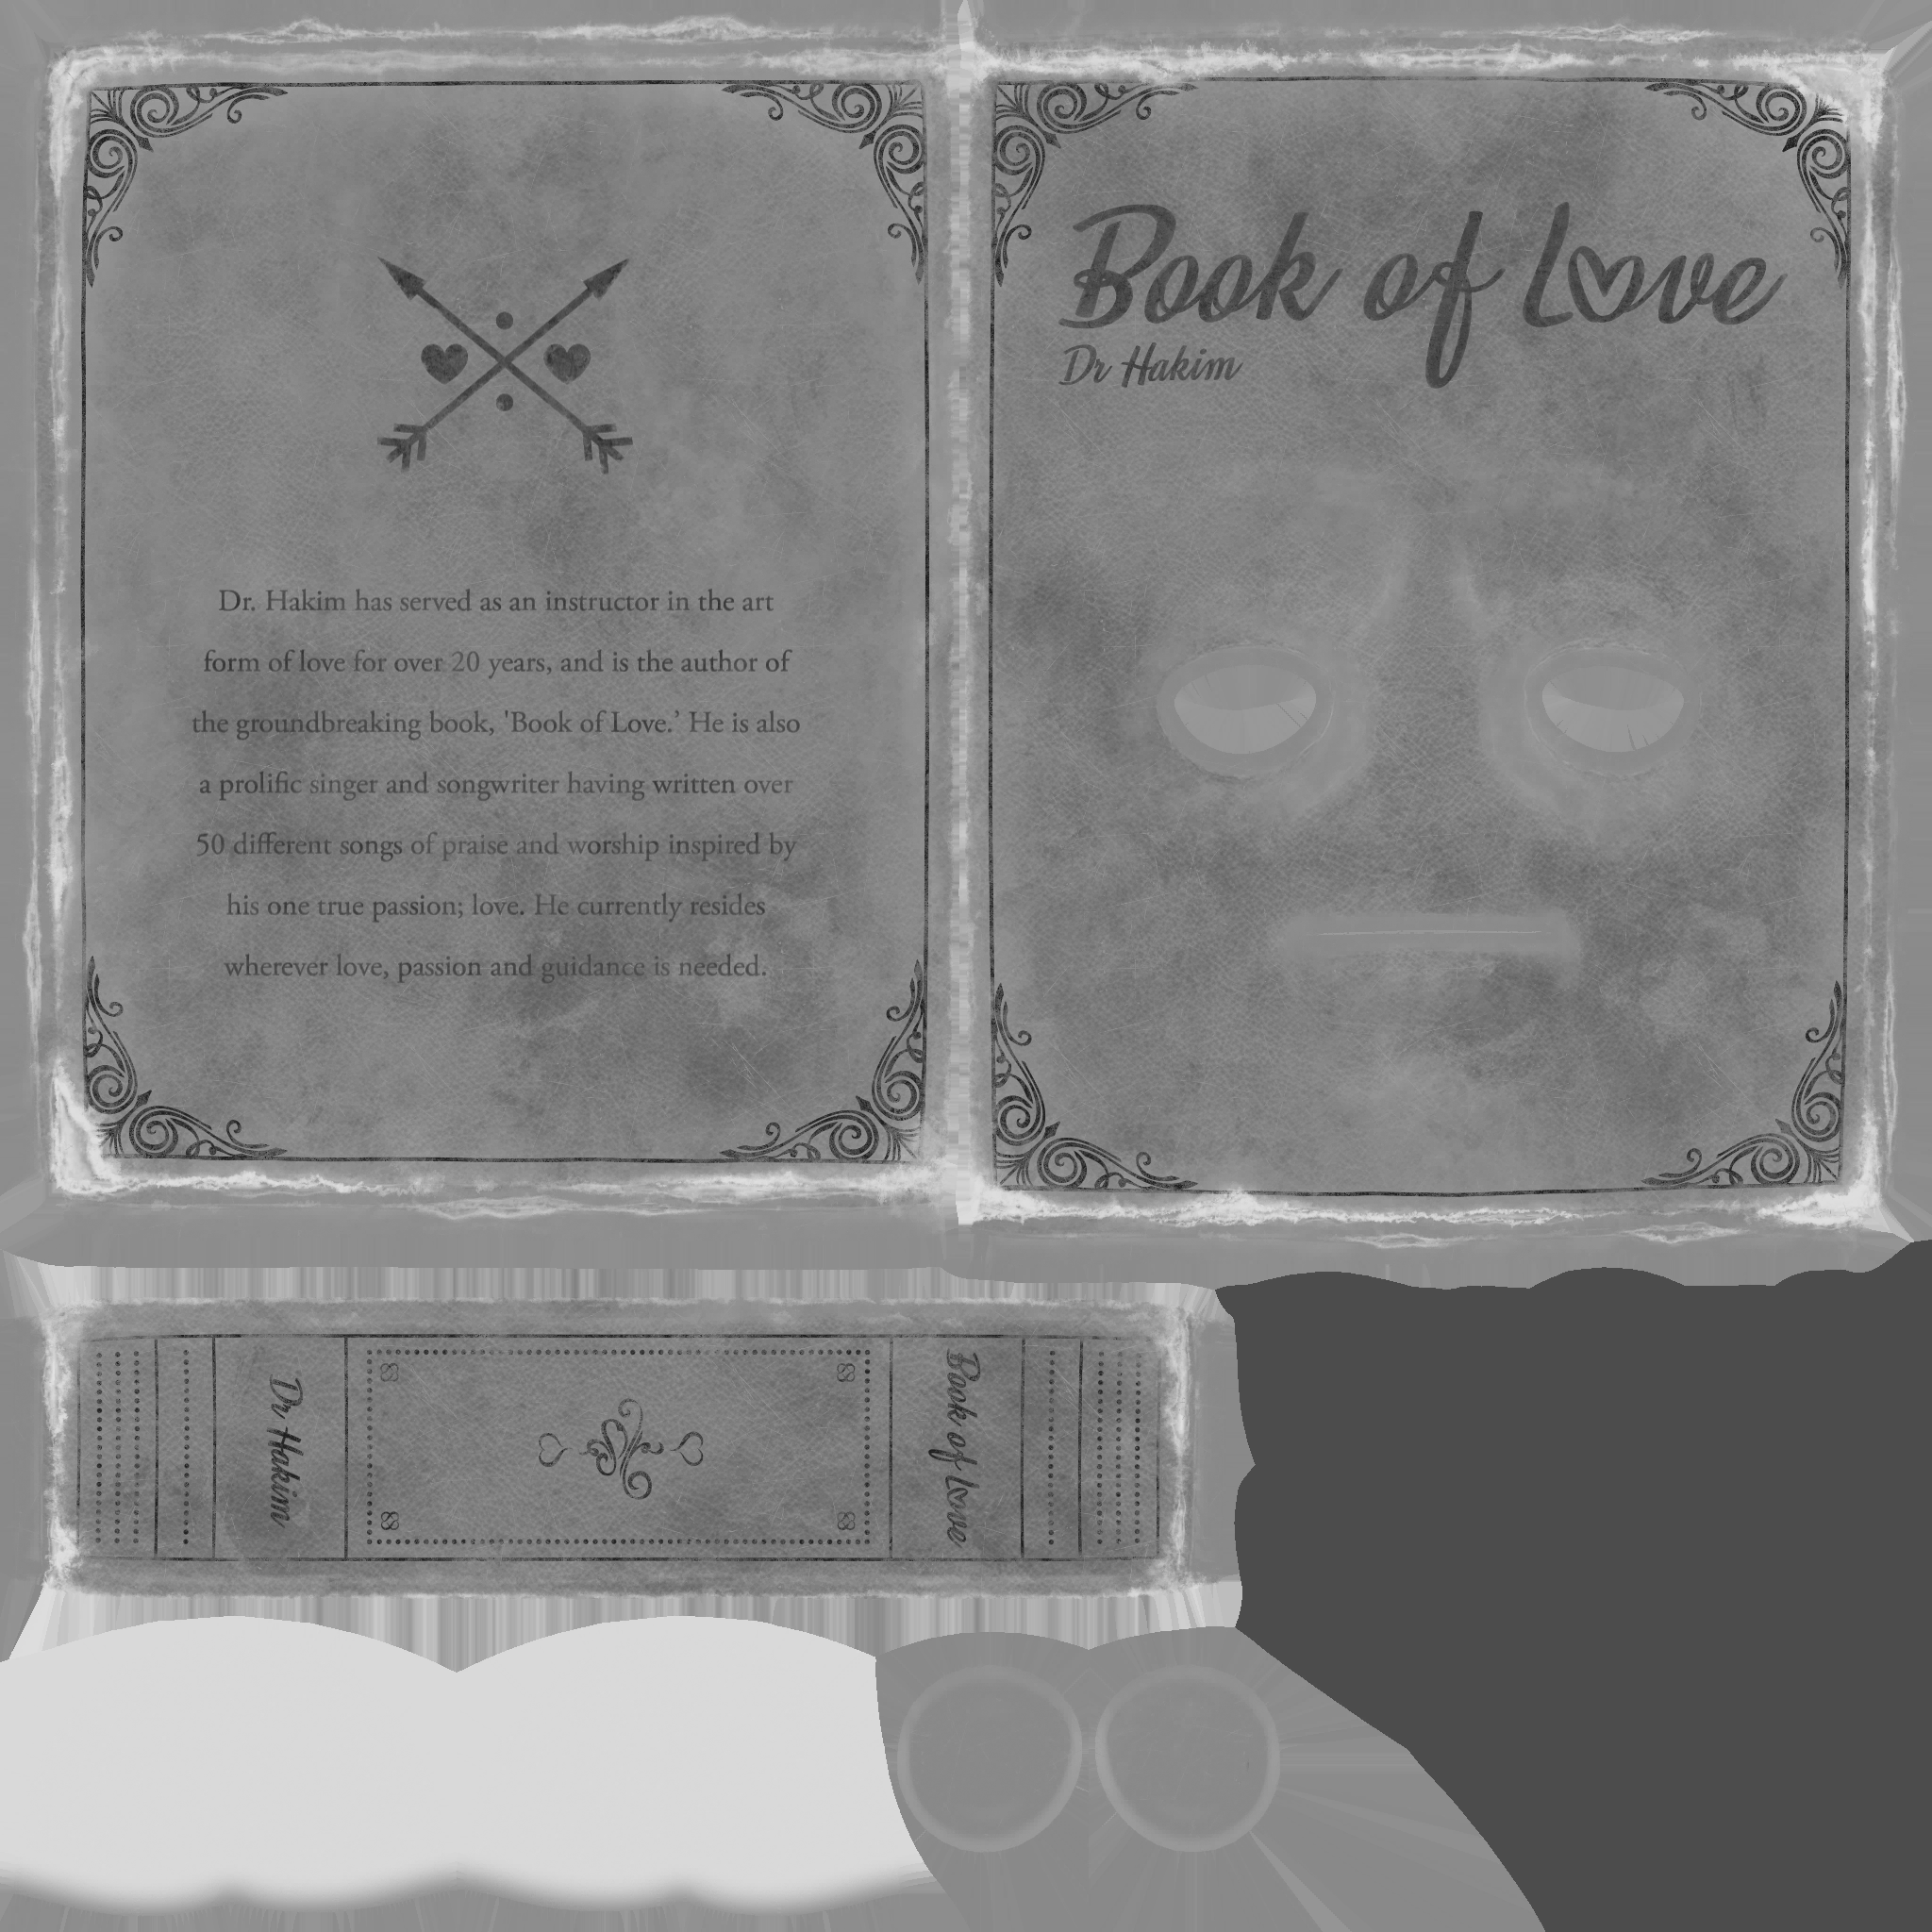 Book of Love
Dr Hakim
Dr. Hakim has served as an instructor in the art
form of love for over 20 years, and is the author of
the groundbreaking book, 'Book of Love.’ He is also
a prolific singer and songwriter having written over
50 different songs of praise and worship inspired by
his one true passion; love. He currently resides
wherever love, passion and guidance is needed.
Dr Hakim
Book of Love